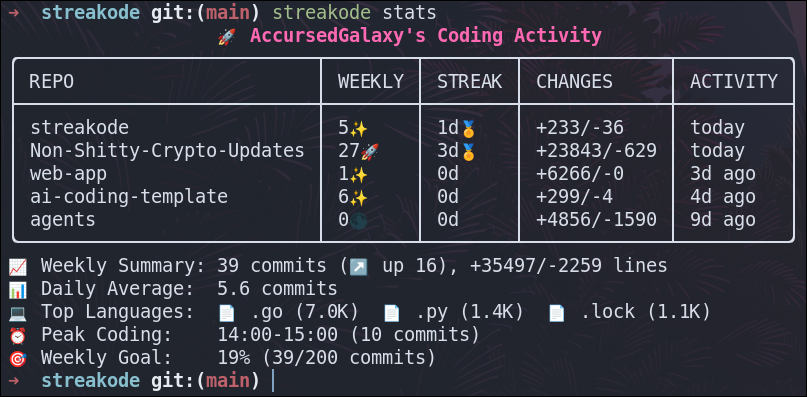 → streakode git:(main) streakode stats
🚀 AccursedGalaxy's Coding Activity
REPO WEEKLY STREAK CHANGES ACTIVITY
streakode 5✨ 1d🏅 +233/-36 today
Non-Shitty-Crypto-Updates 27🚀 3d🏅 +23843/-629 today
web-app 1✨ 0d +6266/-0 3d ago
ai-coding-template 6✨ 0d +299/-4 4d ago
agents 0🌑 0d +4856/-1590 9d ago
📈 Weekly Summary: 39 commits (↗️ up 16), +35497/-2259 lines
📊 Daily Average: 5.6 commits
💻 Top Languages: 📄 .go (7.0K) 📄 .py (1.4K) 📄 .lock (1.1K)
⏰ Peak Coding: 14:00-15:00 (10 commits)
🎯 Weekly Goal: 19% (39/200 commits)
→ streakode git:(main)